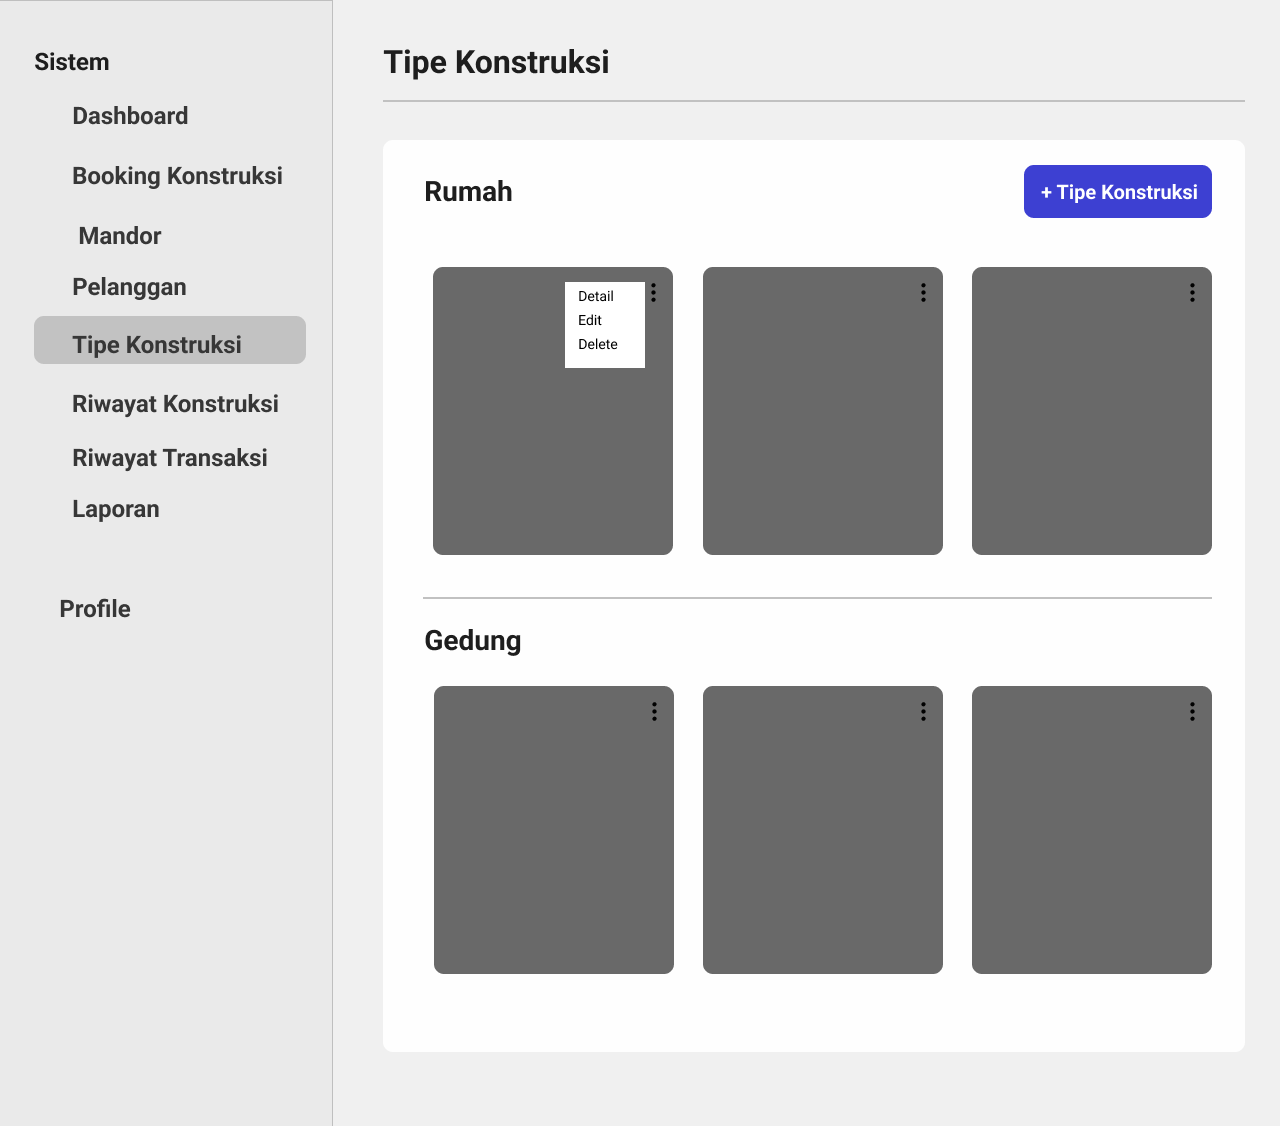 Sistem
Dashboard
Booking Konstruksi
Mandor
Pelanggan
Tipe Konstruksi
Riwayat Konstruksi
Riwayat Transaksi
Laporan
Profile
Tipe Konstruksi
Rumah
+ Tipe Konstruksi
Detail
Edit
Delete
Gedung